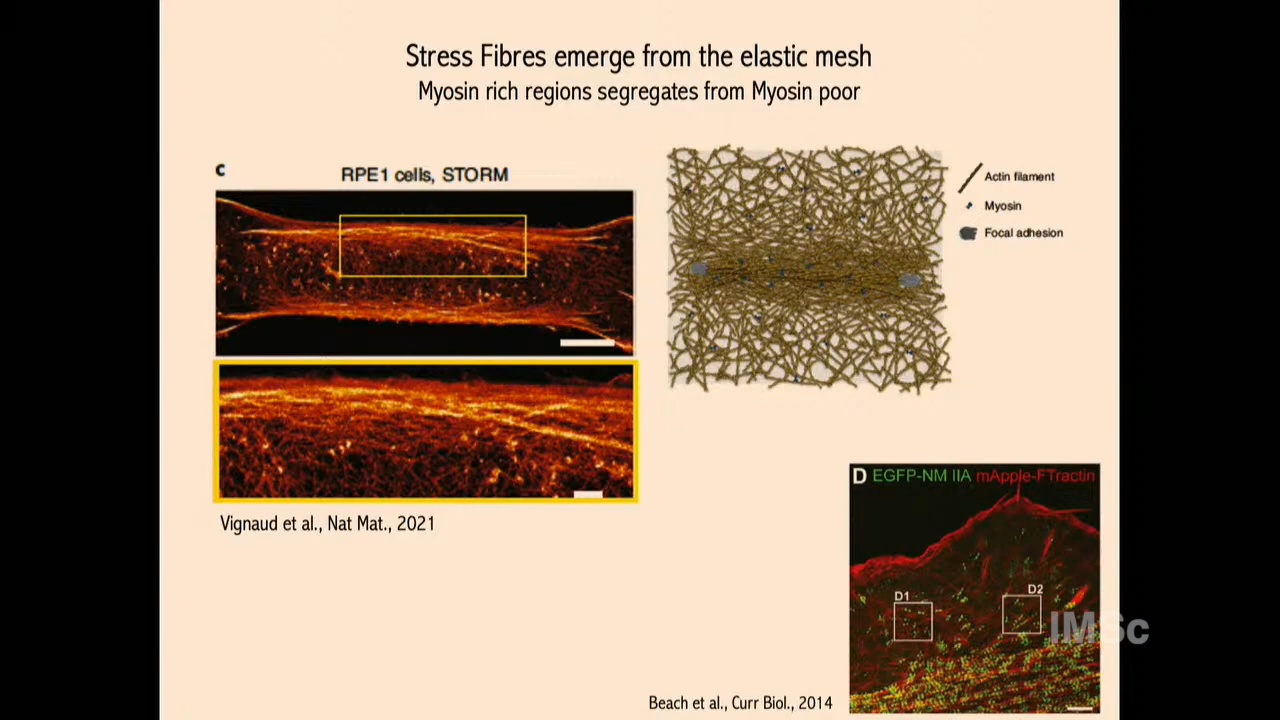 Stress Fibres emerge from the elastic mesh
Myosin rich regions segregates from Myosin poor
c
RPE1 cells, STORM
Actin filament
Myosin
Focal adhesion
Vignaud et al., Nat Mat., 2021
D EGFP-NM IIA mApple-FTractin
D1
D2
IMSc
Beach et al., Curr Biol., 2014